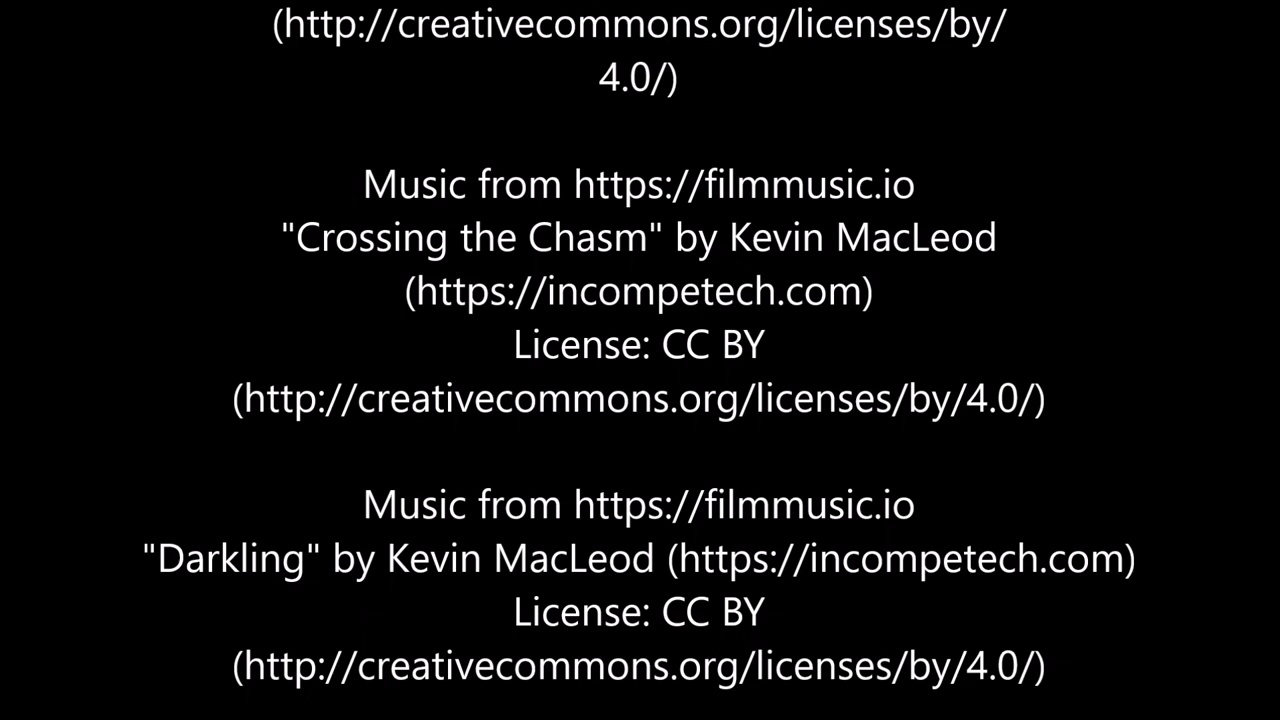 (http://creativecommons.org/licenses/by/
4.0/)
Music from https://filmmusic.io
"Crossing the Chasm" by Kevin MacLeod
(https://incompetech.com)
License: CC BY
(http://creativecommons.org/licenses/by/4.0/)
Music from https://filmmusic.io
"Darkling" by Kevin MacLeod (https://incompetech.com)
License: CC BY
(http://creativecommons.org/licenses/by/4.0/)